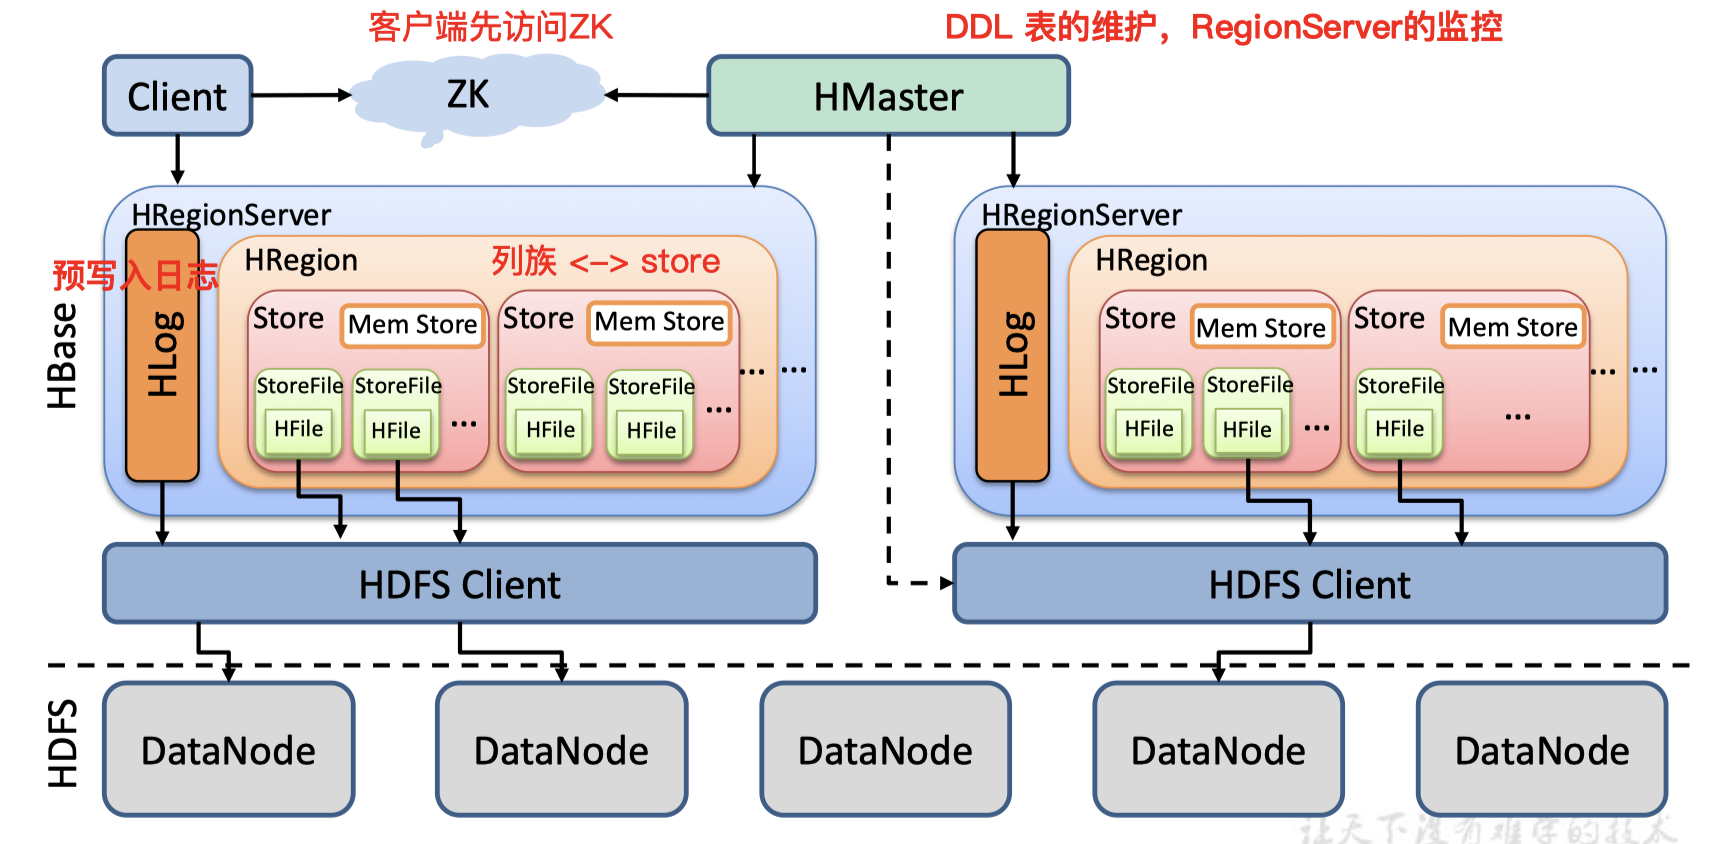 客户端先访问ZK
DDL 表的维护，RegionServer的监控
Client
ZK
HMaster
HBase
HRegionServer
预写入日志
HLog
HRegion
列族 <-> store
Store
Mem Store
StoreFile
HFile
StoreFile
HFile
...
Store
Mem Store
StoreFile
HFile
StoreFile
HFile
...
...
...
HRegionServer
HLog
HRegion
Store
Mem Store
StoreFile
HFile
StoreFile
HFile
...
Store
Mem Store
StoreFile
HFile
...
...
...
HDFS Client
HDFS Client
HDFS
DataNode
DataNode
DataNode
DataNode
DataNode
让天下没有难学的技术